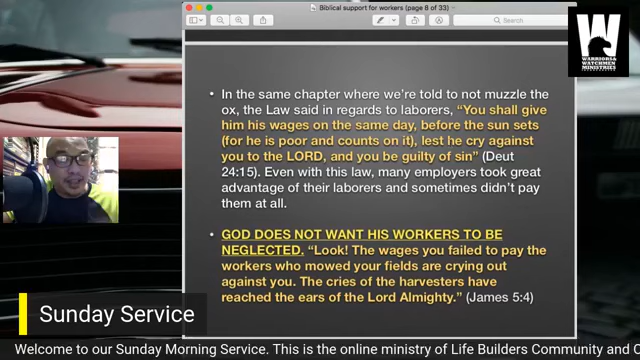 Biblical support for workers (page 6 of 33)
Search
WARRIORS &
WATCHMEN
MINISTRIES
• In the same chapter where we're told to not muzzle the
ox, the Law said in regards to laborers, “You shall give
him his wages on the same day, before the sun sets
(for he is poor and counts on it), lest he cry against
you to the LORD, and you be guilty of sin” (Deut
24:15). Even with this law, many employers took great
advantage of their laborers and sometimes didn't pay
them at all.
• GOD DOES NOT WANT HIS WORKERS TO BE
NEGLECTED. “Look! The wages you failed to pay the
workers who mowed your fields are crying out
against you. The cries of the harvesters have
reached the ears of the Lord Almighty.” (James 5:4)
Sunday Service
Welcome to our Sunday Morning Service. This is the online ministry of Life Builders Community and C